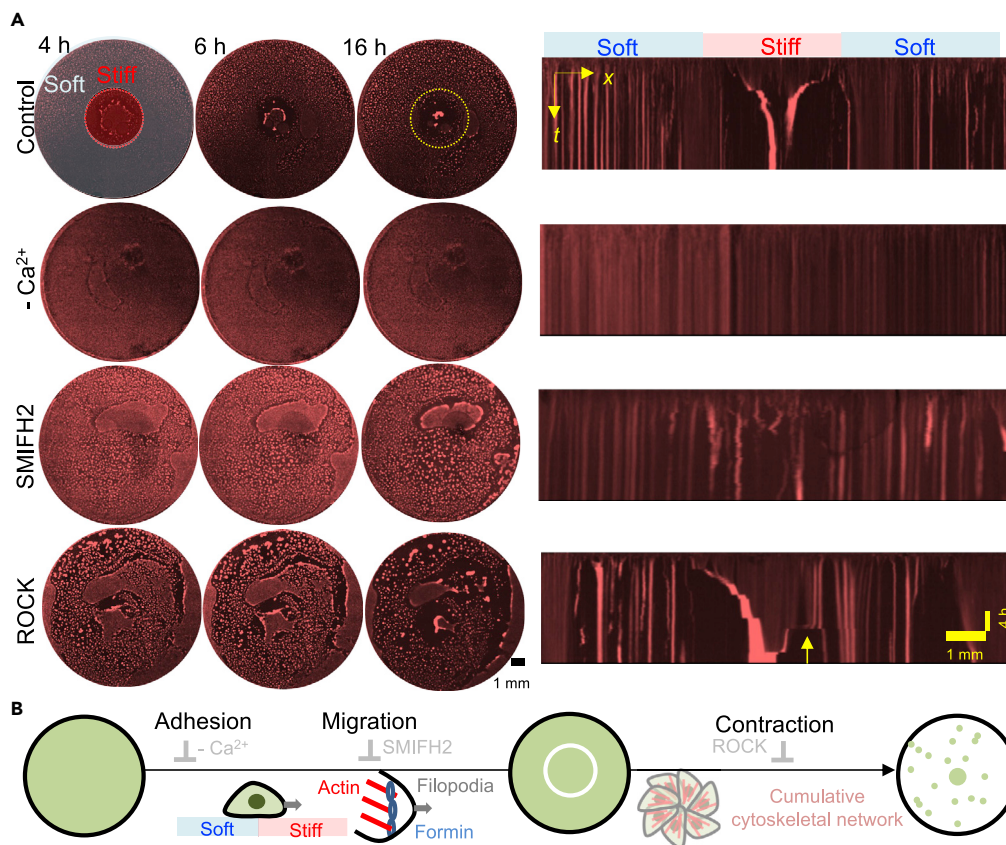 A
4 h
6 h
16 h
Soft
Stiff
Soft
Soft
Stiff
x
t
Control
- Ca²⁺
SMIFH2
ROCK
1 mm
4 h
1 mm
B
Adhesion
Migration
Contraction
- Ca²⁺
SMIFH2
ROCK
Actin
Filopodia
Formin
Soft
Stiff
Cumulative
cytoskeletal network